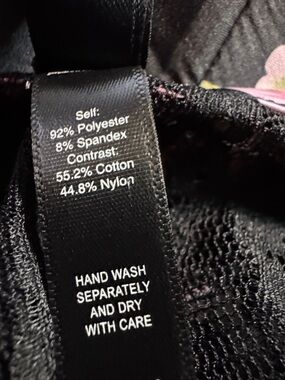 Self:
92% Polyester
8% Spandex
Contrast:
55.2% Cotton
44.8% Nylon
HAND WASH
SEPARATELY
AND DRY
WITH CARE